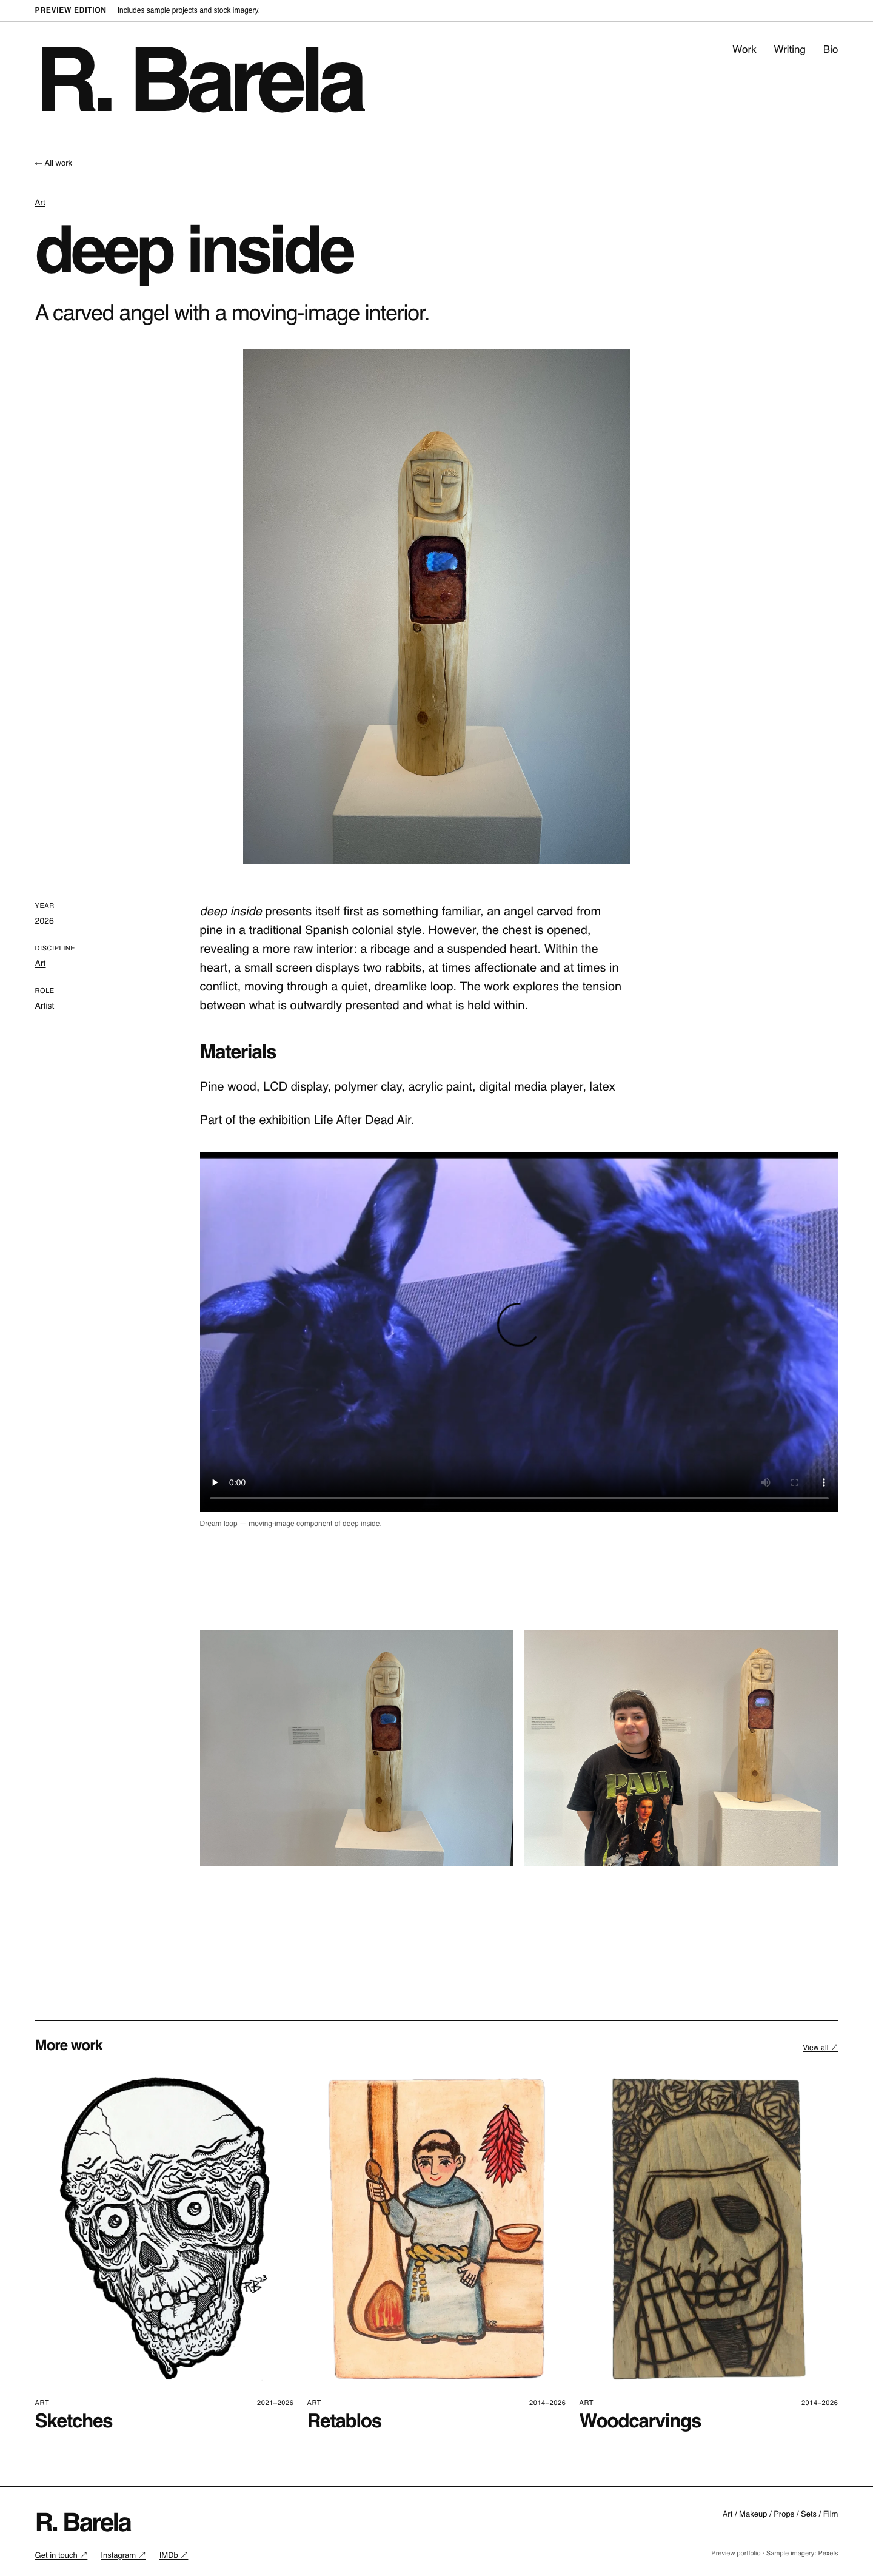 PREVIEW EDITION Includes sample projects and stock imagery.
R. Barela
Work Writing Bio
← All work
Art
deep inside
A carved angel with a moving-image interior.
YEAR
2026
DISCIPLINE
Art
ROLE
Artist
deep inside presents itself first as something familiar, an angel carved from
pine in a traditional Spanish colonial style. However, the chest is opened,
revealing a more raw interior: a ribcage and a suspended heart. Within the
heart, a small screen displays two rabbits, at times affectionate and at times in
conflict, moving through a quiet, dreamlike loop. The work explores the tension
between what is outwardly presented and what is held within.
Materials
Pine wood, LCD display, polymer clay, acrylic paint, digital media player, latex
Part of the exhibition Life After Dead Air.
0:00
Dream loop — moving-image component of deep inside.
PAUL
More work
View all ↗
RB '23
ART 2021–2026
Sketches
ART 2014–2026
Retablos
ART 2014–2026
Woodcarvings
R. Barela
Art / Makeup / Props / Sets / Film
Get in touch ↗ Instagram ↗ IMDb ↗
Preview portfolio · Sample imagery: Pexels